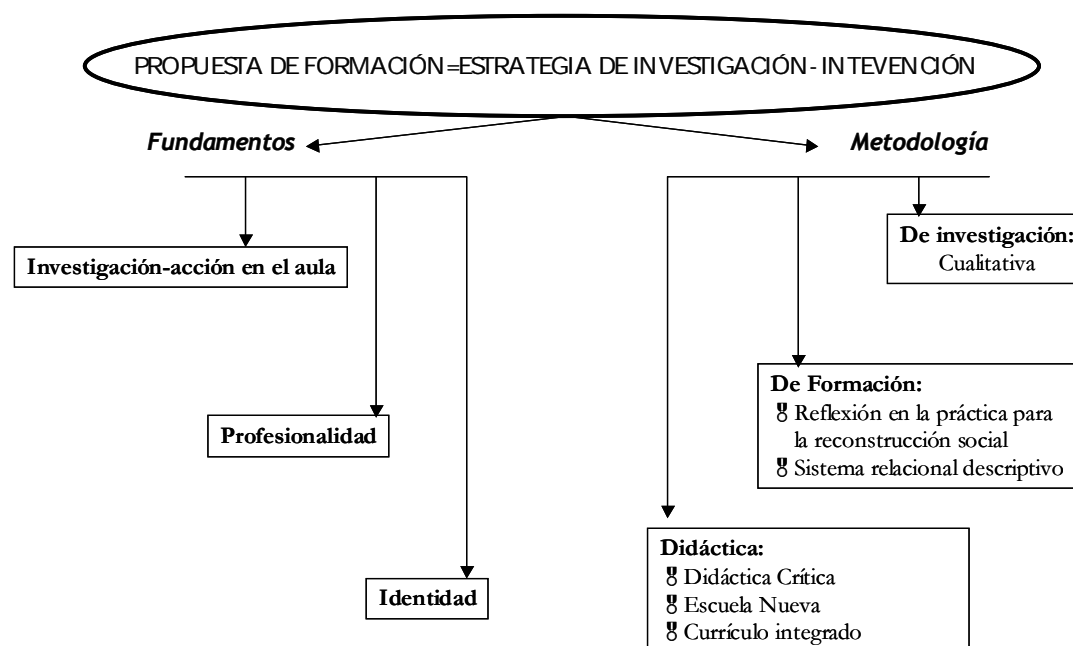 PROPUESTA DE FORMACIÓN=ESTRATEGIA DE INVESTIGACIÓN - INTEVENCIÓN
Fundamentos
Metodología
Investigación-acción en el aula
Profesionalidad
Identidad
De investigación:
Cualitativa
De Formación:
Reflexión en la práctica para
la reconstrucción social
Sistema relacional descriptivo
Didáctica:
Didáctica Crítica
Escuela Nueva
Currículo integrado